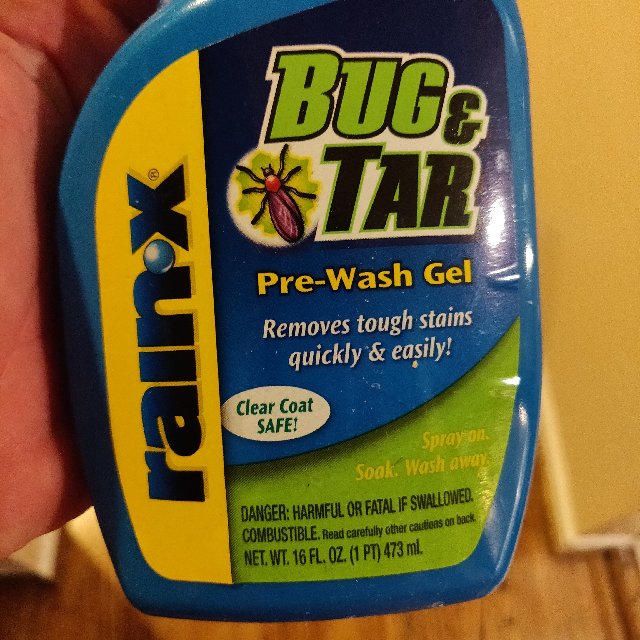 rain-x®
BUG &
TAR
Pre-Wash Gel
Removes tough stains
quickly & easily!
Clear Coat
SAFE!
Spray on.
Soak. Wash away.
DANGER: HARMFUL OR FATAL IF SWALLOWED.
COMBUSTIBLE. Read carefully other cautions on back.
NET. WT. 16 FL. OZ. (1 PT) 473 ml.